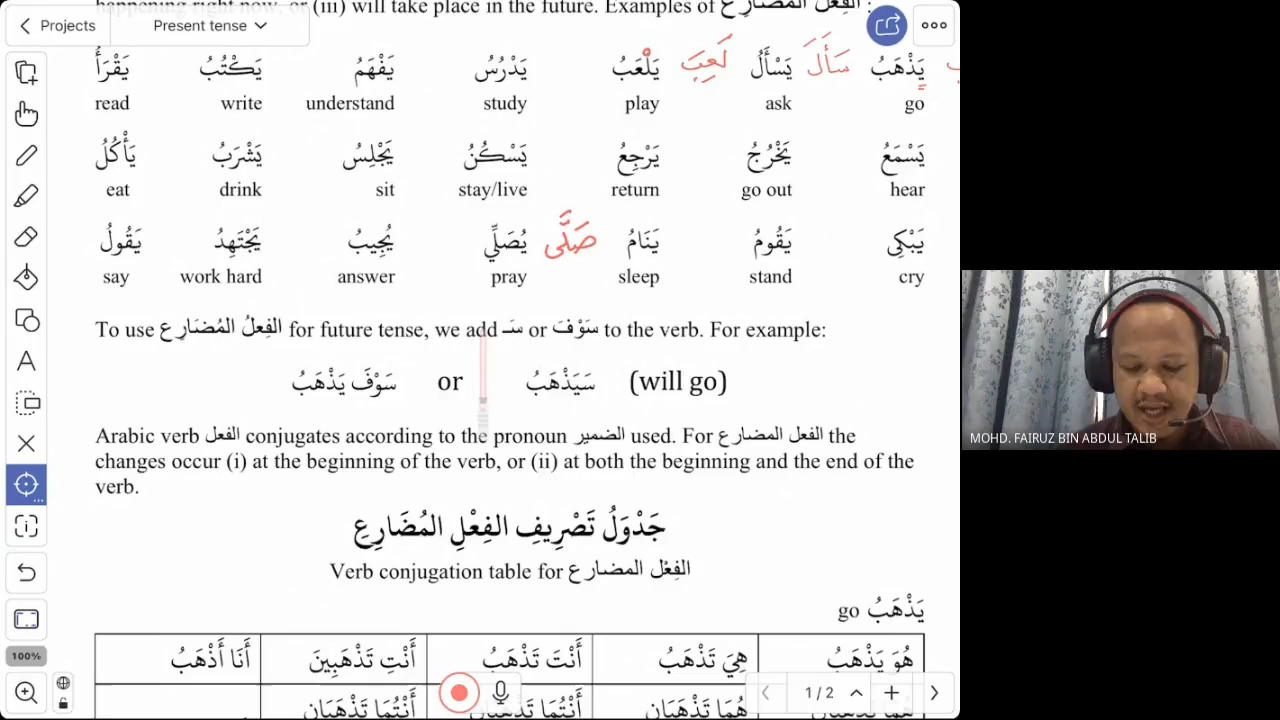 happening right now, or (iii) will take place in the future. Examples of الفِعْل المُضَارِع :
Projects
Present tense
يَذْهَبُ سَأَلَ يَسْأَلُ لَعِبَ يَلْعَبُ يَدْرُسُ يَفْهَمُ يَكْتُبُ يَقْرَأُ
read write understand study play ask go
يَسْمَعُ يَخْرُجُ يَرْجِعُ يَسْكُنُ يَجْلِسُ يَشْرَبُ يَأْكُلُ
eat drink sit stay/live return go out hear
يَبْكِي يَقُومُ يَنَامُ صَلَّى يُصَلِّي يُجِيبُ يَجْتَهِدُ يَقُولُ
say work hard answer pray sleep stand cry
To use الفِعلُ المُضَارِع for future tense, we add سَـ or سَوْفَ to the verb. For example:
سَوْفَ يَذْهَبُ or سَيَذْهَبُ (will go)
Arabic verb الفعل conjugates according to the pronoun الضمير used. For الفعل المضارع the
changes occur (i) at the beginning of the verb, or (ii) at both the beginning and the end of the
verb.
جَدْوَلُ تَصْرِيفِ الفِعْلِ المُضَارِعِ
Verb conjugation table for الفِعْل المضارع
يَذْهَبُ go
هُوَ يَذْهَبُ هِيَ تَذْهَبُ أَنْتَ تَذْهَبُ أَنْتِ تَذْهَبِينَ أَنَا أَذْهَبُ
هُمَا يَذْهَبَانِ هُمَا تَذْهَبَانِ أَنْتُمَا تَذْهَبَانِ أَنْتُمَا تَذْهَبَانِ
100%
1 / 2
MOHD. FAIRUZ BIN ABDUL TALIB